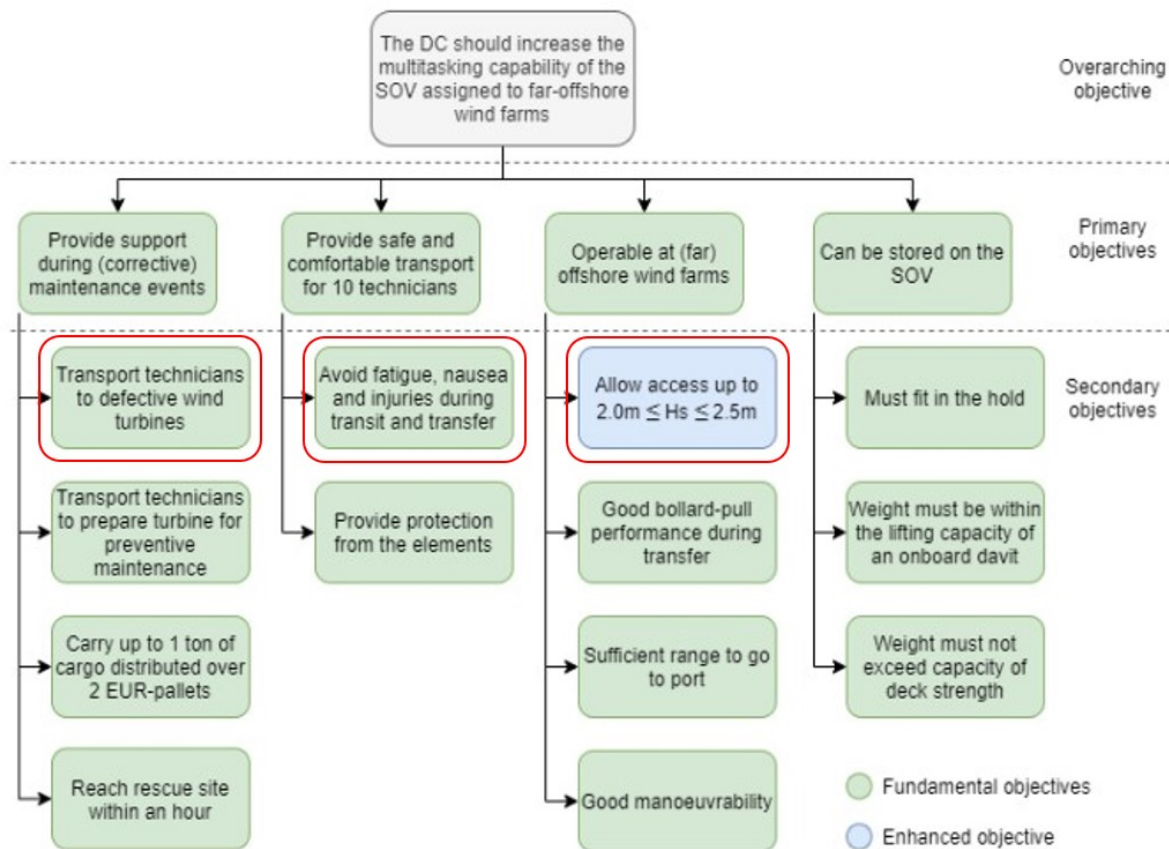 The DC should increase the
multitasking capability of the
SOV assigned to far-offshore
wind farms
Overarching
objective
Provide support
during (corrective)
maintenance events
Provide safe and
comfortable transport
for 10 technicians
Operable at (far)
offshore wind farms
Can be stored on the
SOV
Primary
objectives
Transport technicians
to defective wind
turbines
Avoid fatigue, nausea
and injuries during
transit and transfer
Allow access up to
2.0m ≤ Hs ≤ 2.5m
Must fit in the hold
Secondary
objectives
Transport technicians
to prepare turbine for
preventive
maintenance
Provide protection
from the elements
Good bollard-pull
performance during
transfer
Weight must be within
the lifting capacity of
an onboard davit
Carry up to 1 ton of
cargo distributed over
2 EUR-pallets
Sufficient range to go
to port
Weight must not
exceed capacity of
deck strength
Reach rescue site
within an hour
Good manoeuvrability
Fundamental objectives
Enhanced objective